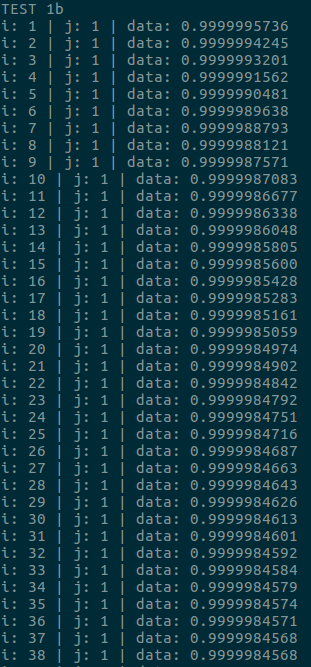 TEST 1b
i: 1 | j: 1 | data: 0.9999995736
i: 2 | j: 1 | data: 0.9999994245
i: 3 | j: 1 | data: 0.9999993201
i: 4 | j: 1 | data: 0.9999991562
i: 5 | j: 1 | data: 0.9999990481
i: 6 | j: 1 | data: 0.9999989638
i: 7 | j: 1 | data: 0.9999988793
i: 8 | j: 1 | data: 0.9999988121
i: 9 | j: 1 | data: 0.9999987571
i: 10 | j: 1 | data: 0.9999987083
i: 11 | j: 1 | data: 0.9999986677
i: 12 | j: 1 | data: 0.9999986338
i: 13 | j: 1 | data: 0.9999986048
i: 14 | j: 1 | data: 0.9999985805
i: 15 | j: 1 | data: 0.9999985600
i: 16 | j: 1 | data: 0.9999985428
i: 17 | j: 1 | data: 0.9999985283
i: 18 | j: 1 | data: 0.9999985161
i: 19 | j: 1 | data: 0.9999985059
i: 20 | j: 1 | data: 0.9999984974
i: 21 | j: 1 | data: 0.9999984902
i: 22 | j: 1 | data: 0.9999984842
i: 23 | j: 1 | data: 0.9999984792
i: 24 | j: 1 | data: 0.9999984751
i: 25 | j: 1 | data: 0.9999984716
i: 26 | j: 1 | data: 0.9999984687
i: 27 | j: 1 | data: 0.9999984663
i: 28 | j: 1 | data: 0.9999984643
i: 29 | j: 1 | data: 0.9999984626
i: 30 | j: 1 | data: 0.9999984613
i: 31 | j: 1 | data: 0.9999984601
i: 32 | j: 1 | data: 0.9999984592
i: 33 | j: 1 | data: 0.9999984584
i: 34 | j: 1 | data: 0.9999984579
i: 35 | j: 1 | data: 0.9999984574
i: 36 | j: 1 | data: 0.9999984571
i: 37 | j: 1 | data: 0.9999984568
i: 38 | j: 1 | data: 0.9999984568